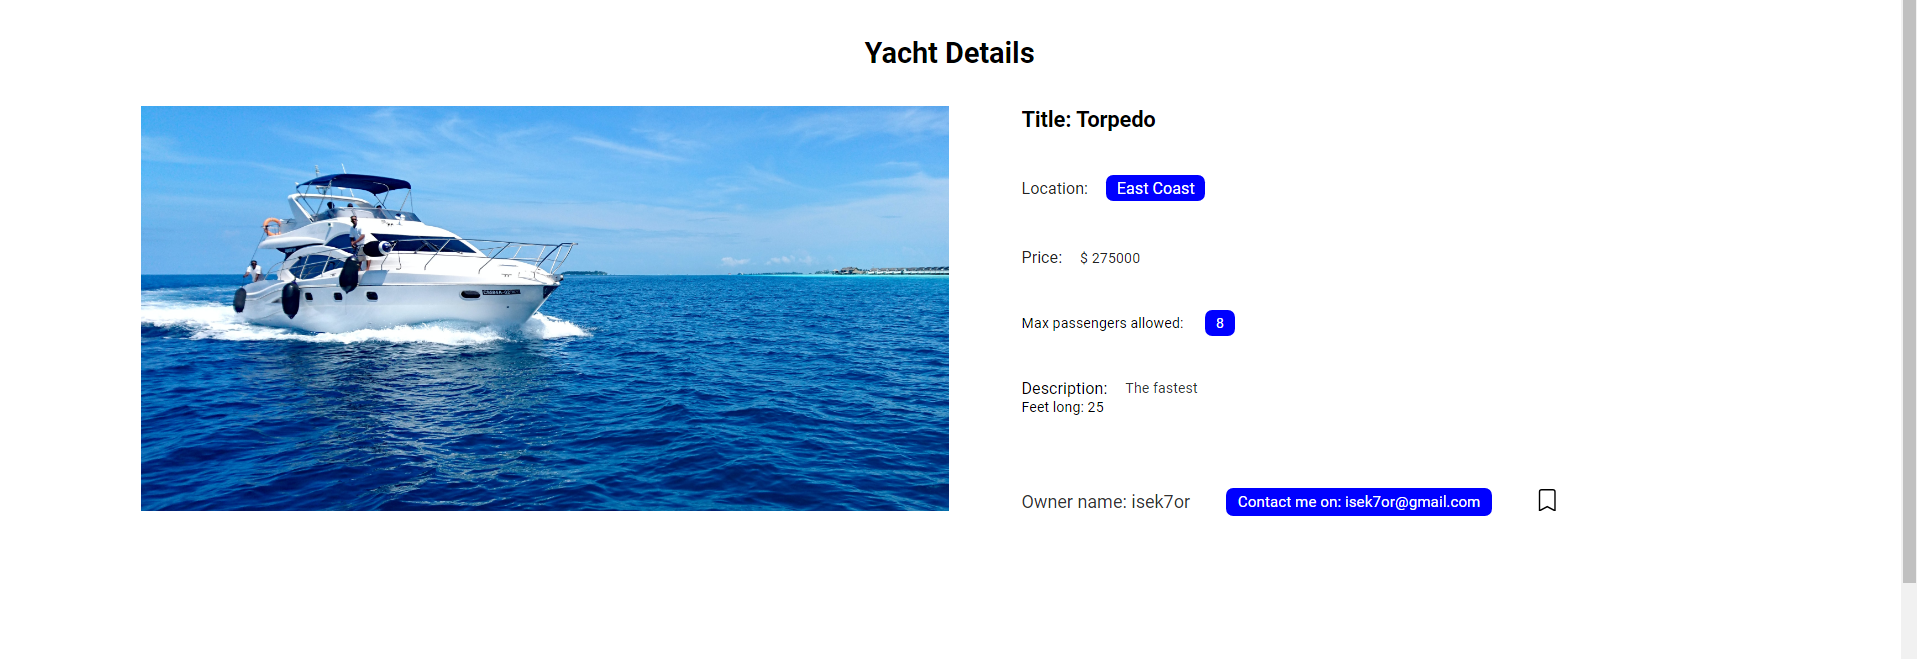 Yacht Details
Title: Torpedo
Location: East Coast
Price: $ 275000
Max passengers allowed: 8
Description: The fastest
Feet long: 25
Owner name: isek7or Contact me on: isek7or@gmail.com